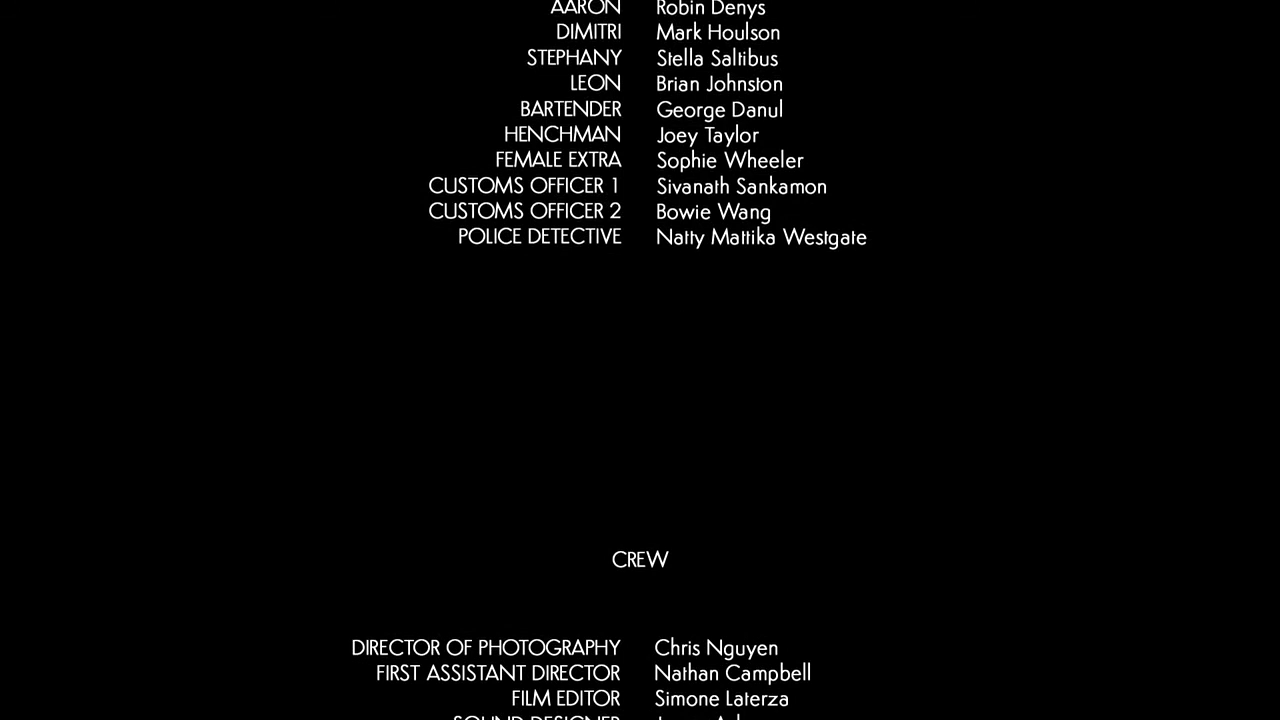 AARON Robin Denys
DIMITRI Mark Houlson
STEPHANY Stella Saltibus
LEON Brian Johnston
BARTENDER George Danul
HENCHMAN Joey Taylor
FEMALE EXTRA Sophie Wheeler
CUSTOMS OFFICER 1 Sivanath Sankamon
CUSTOMS OFFICER 2 Bowie Wang
POLICE DETECTIVE Natty Mattika Westgate
CREW
DIRECTOR OF PHOTOGRAPHY Chris Nguyen
FIRST ASSISTANT DIRECTOR Nathan Campbell
FILM EDITOR Simone Laterza
SOUND DESIGNER